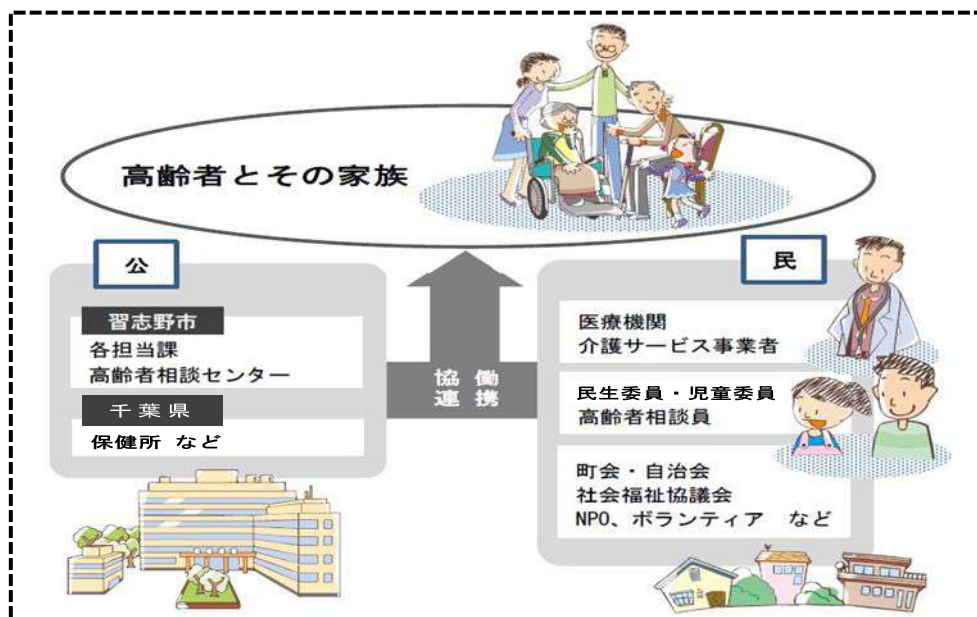 高齢者とその家族
公
習志野市
各担当課
高齢者相談センター
千葉県
保健所 など
協働
連携
民
医療機関
介護サービス事業者
民生委員・児童委員
高齢者相談員
町会・自治会
社会福祉協議会
NPO、ボランティア など